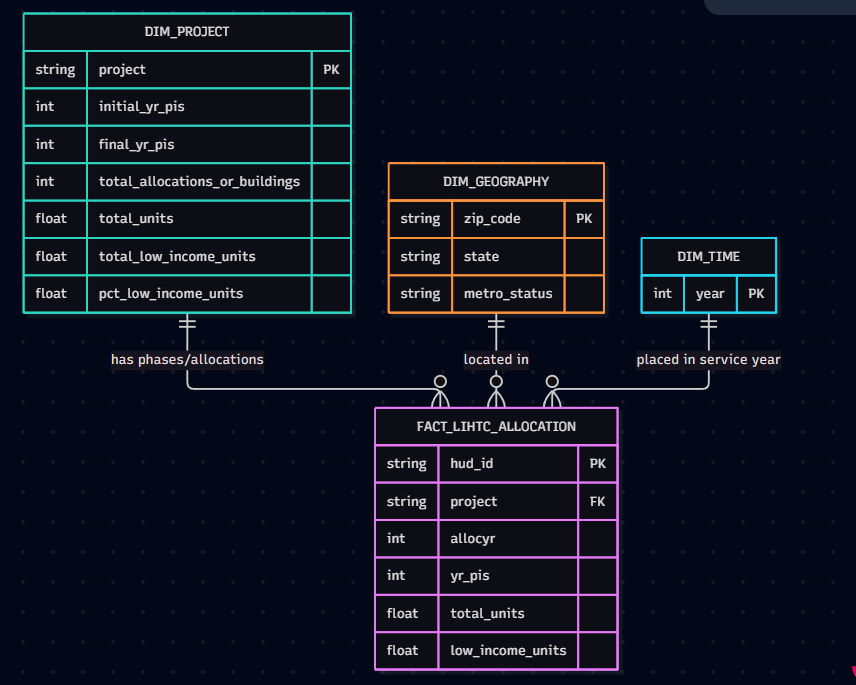 DIM_PROJECT
string project PK
int initial_yr_pis
int final_yr_pis
int total_allocations_or_buildings
float total_units
float total_low_income_units
float pct_low_income_units
DIM_GEOGRAPHY
string zip_code PK
string state
string metro_status
DIM_TIME
int year PK
has phases/allocations
located in
placed in service year
FACT_LIHTC_ALLOCATION
string hud_id PK
string project FK
int allocyr
int yr_pis
float total_units
float low_income_units